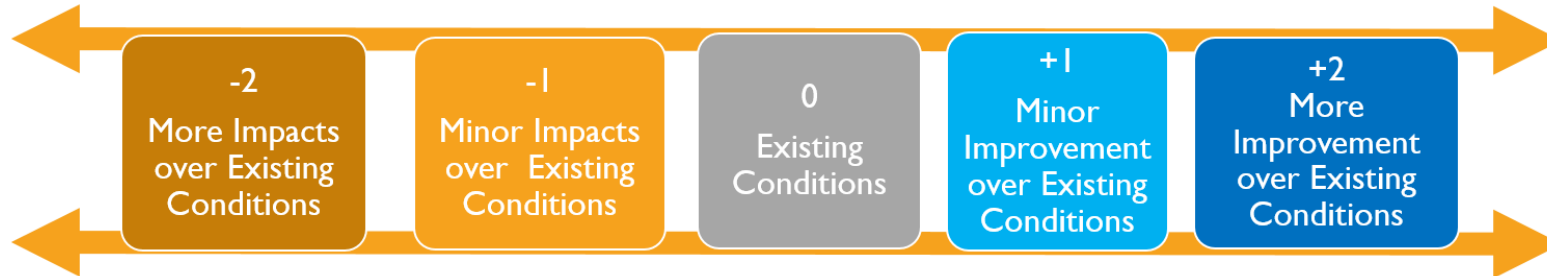 -2
More Impacts
over Existing
Conditions
-1
Minor Impacts
over Existing
Conditions
0
Existing
Conditions
+1
Minor
Improvement
over Existing
Conditions
+2
More
Improvement
over Existing
Conditions